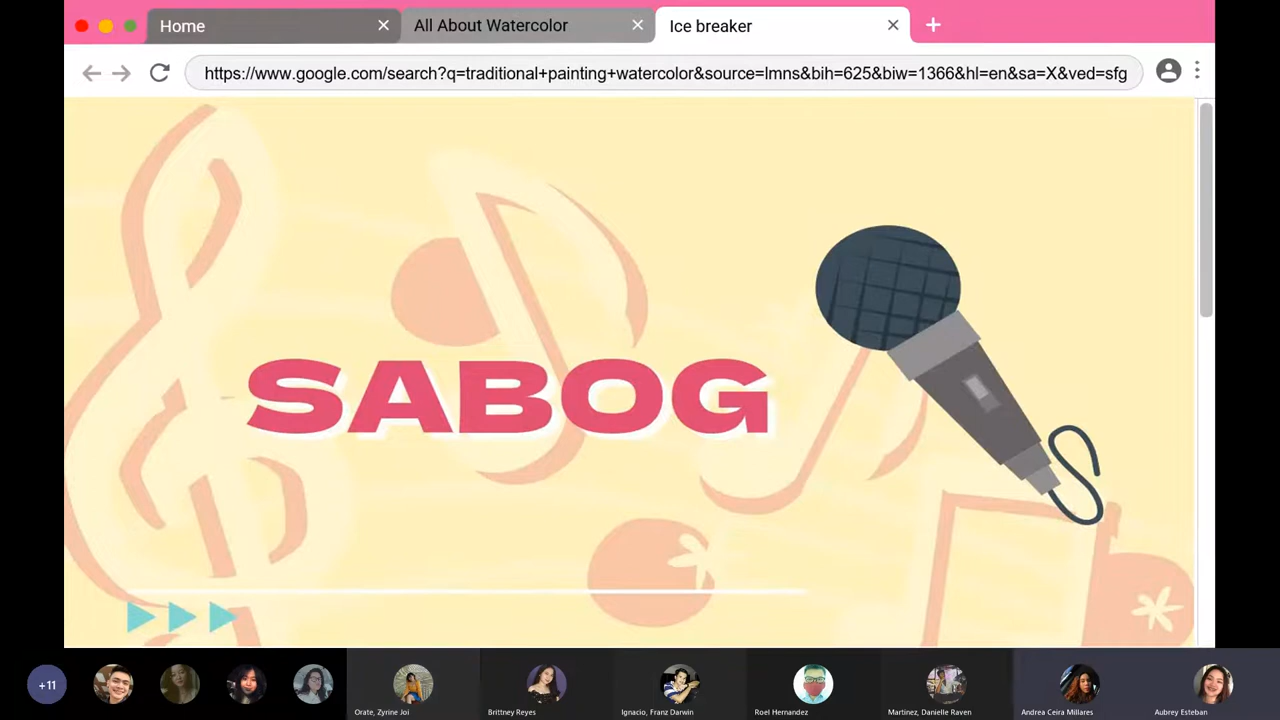 Home
All About Watercolor
Ice breaker
https://www.google.com/search?q=traditional+painting+watercolor&source=lmns&bih=625&biw=1366&hl=en&sa=X&ved=sfg
SABOG
+11
Orate, Zyrine Joi
Brittney Reyes
Ignacio, Franz Darwin
Roel Hernandez
Martinez, Danielle Raven
Andrea Ceira Millares
Aubrey Esteban